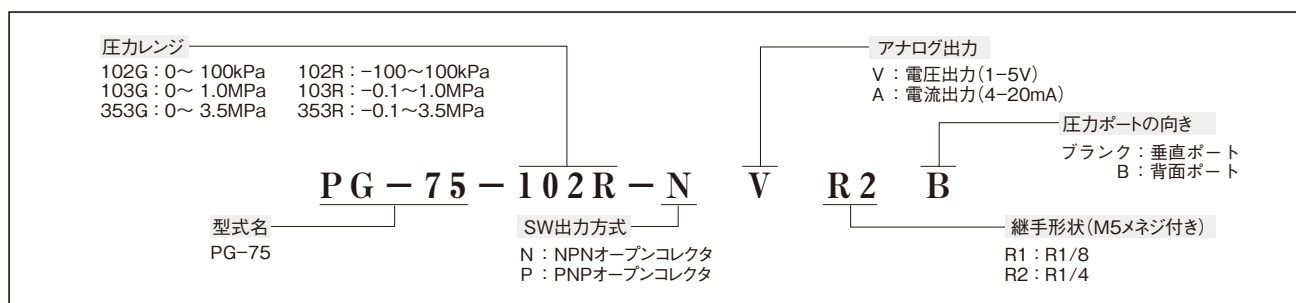 圧力レンジ
102G：0～ 100kPa 102R：−100～100kPa
103G：0～ 1.0MPa 103R：−0.1～1.0MPa
353G：0～ 3.5MPa 353R：−0.1～3.5MPa
アナログ出力
V：電圧出力(1−5V)
A：電流出力(4−20mA)
圧力ポートの向き
ブランク：垂直ポート
B：背面ポート
PG−75−102R−N V R2 B
型式名
PG−75
SW出力方式
N：NPNオープンコレクタ
P：PNPオープンコレクタ
継手形状(M5メネジ付き)
R1：R1/8
R2：R1/4